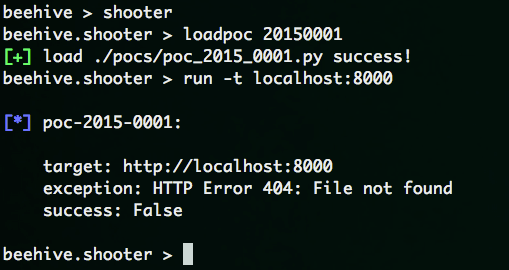 beehive > shooter
beehive.shooter > loadpoc 20150001
[+] load ./pocs/poc_2015_0001.py success!
beehive.shooter > run -t localhost:8000
[*] poc-2015-0001:
target: http://localhost:8000
exception: HTTP Error 404: File not found
success: False
beehive.shooter >